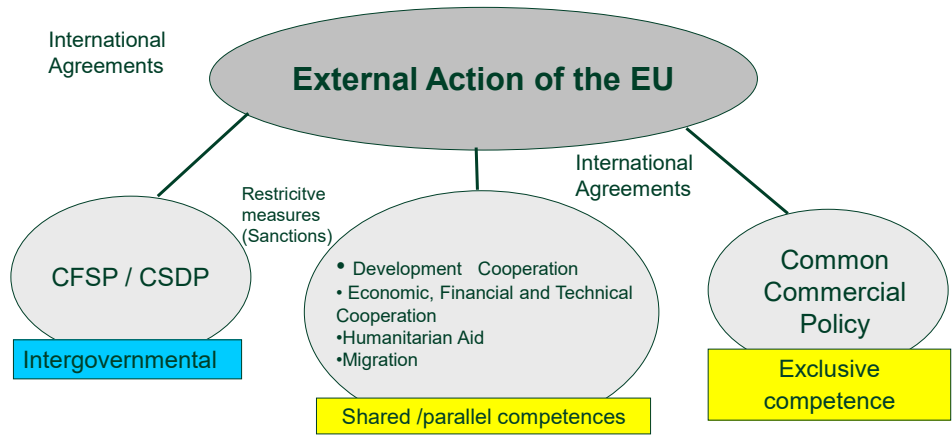 International
Agreements
External Action of the EU
International
Agreements
Restricitve
measures
(Sanctions)
CFSP / CSDP
Intergovernmental
• Development Cooperation
• Economic, Financial and Technical
Cooperation
•Humanitarian Aid
•Migration
Shared /parallel competences
Common
Commercial
Policy
Exclusive
competence